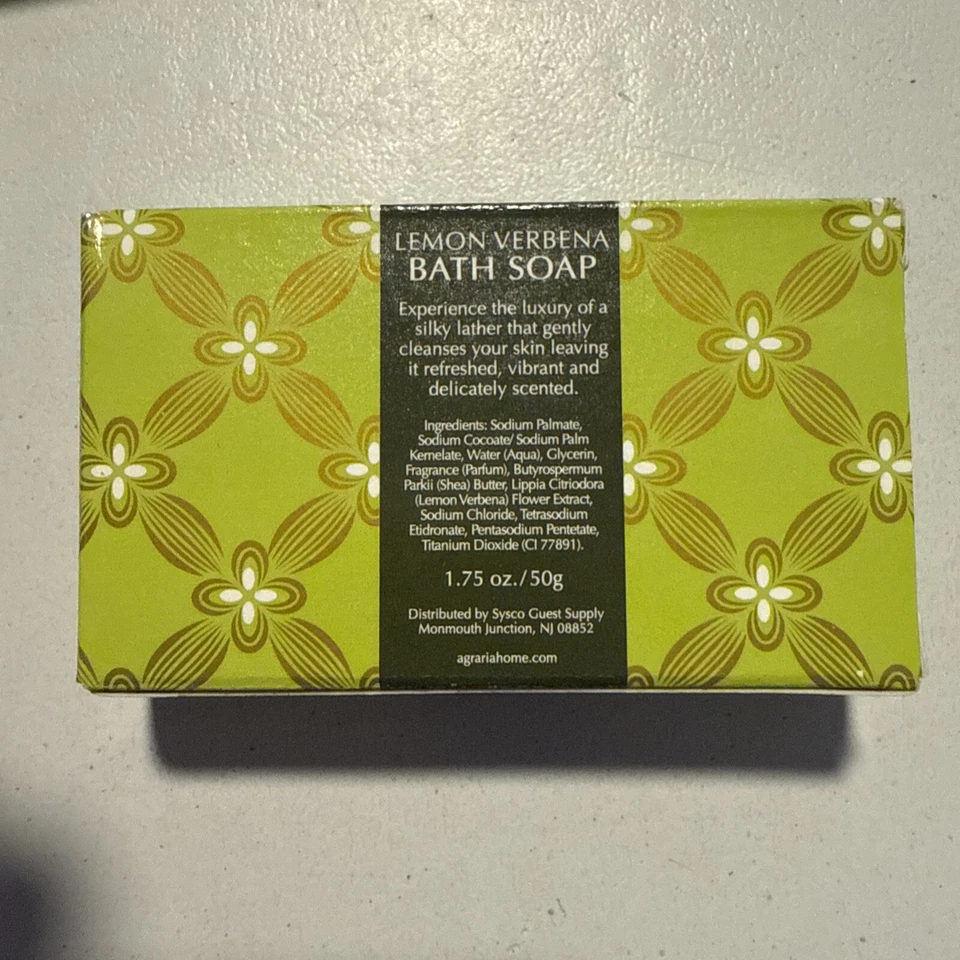 LEMON VERBENA
BATH SOAP
Experience the luxury of a
silky lather that gently
cleanses your skin leaving
it refreshed, vibrant and
delicately scented.
Ingredients: Sodium Palmate,
Sodium Cocoate/ Sodium Palm
Kernelate, Water (Aqua), Glycerin,
Fragrance (Parfum), Butyrospermum
Parkii (Shea) Butter, Lippia Citriodora
(Lemon Verbena) Flower Extract,
Sodium Chloride, Tetrasodium
Etidronate, Pentasodium Pentetate,
Titanium Dioxide (CI 77891).
1.75 oz./50g
Distributed by Sysco Guest Supply
Monmouth Junction, NJ 08852
agrariahome.com